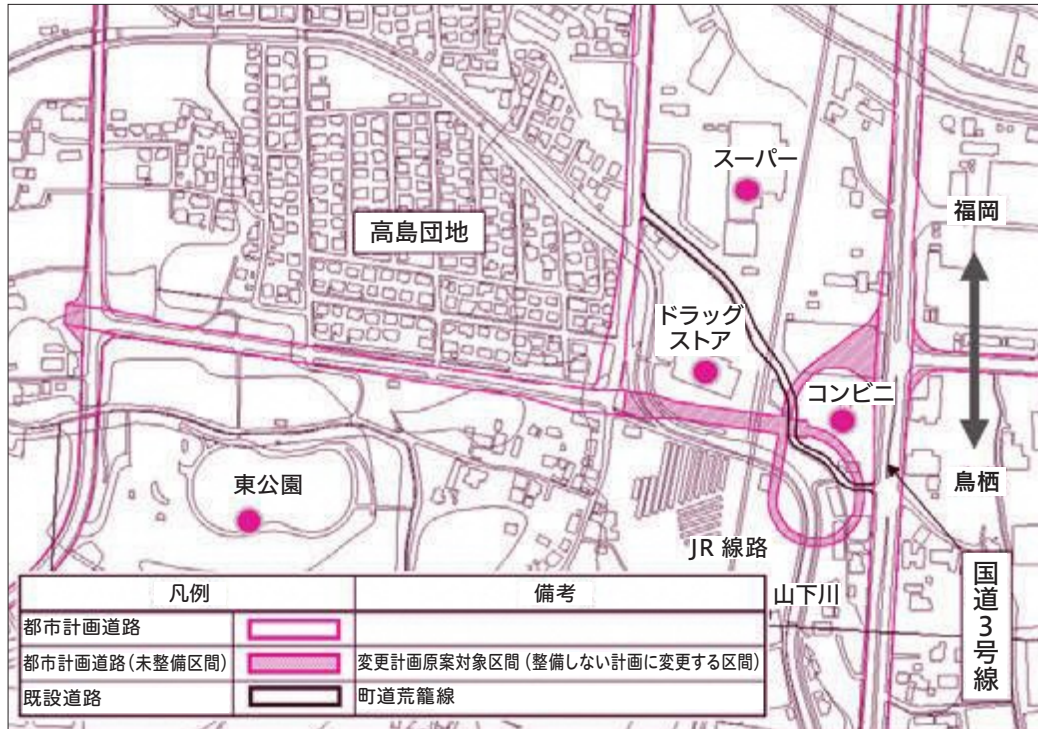 スーパー
福岡
高島団地
ドラッグ
ストア
コンビニ
東公園
鳥栖
JR 線路
山下川
国道3号線
凡例
備考
都市計画道路
都市計画道路(未整備区間)
変更計画原案対象区間(整備しない計画に変更する区間)
既設道路
町道荒籠線